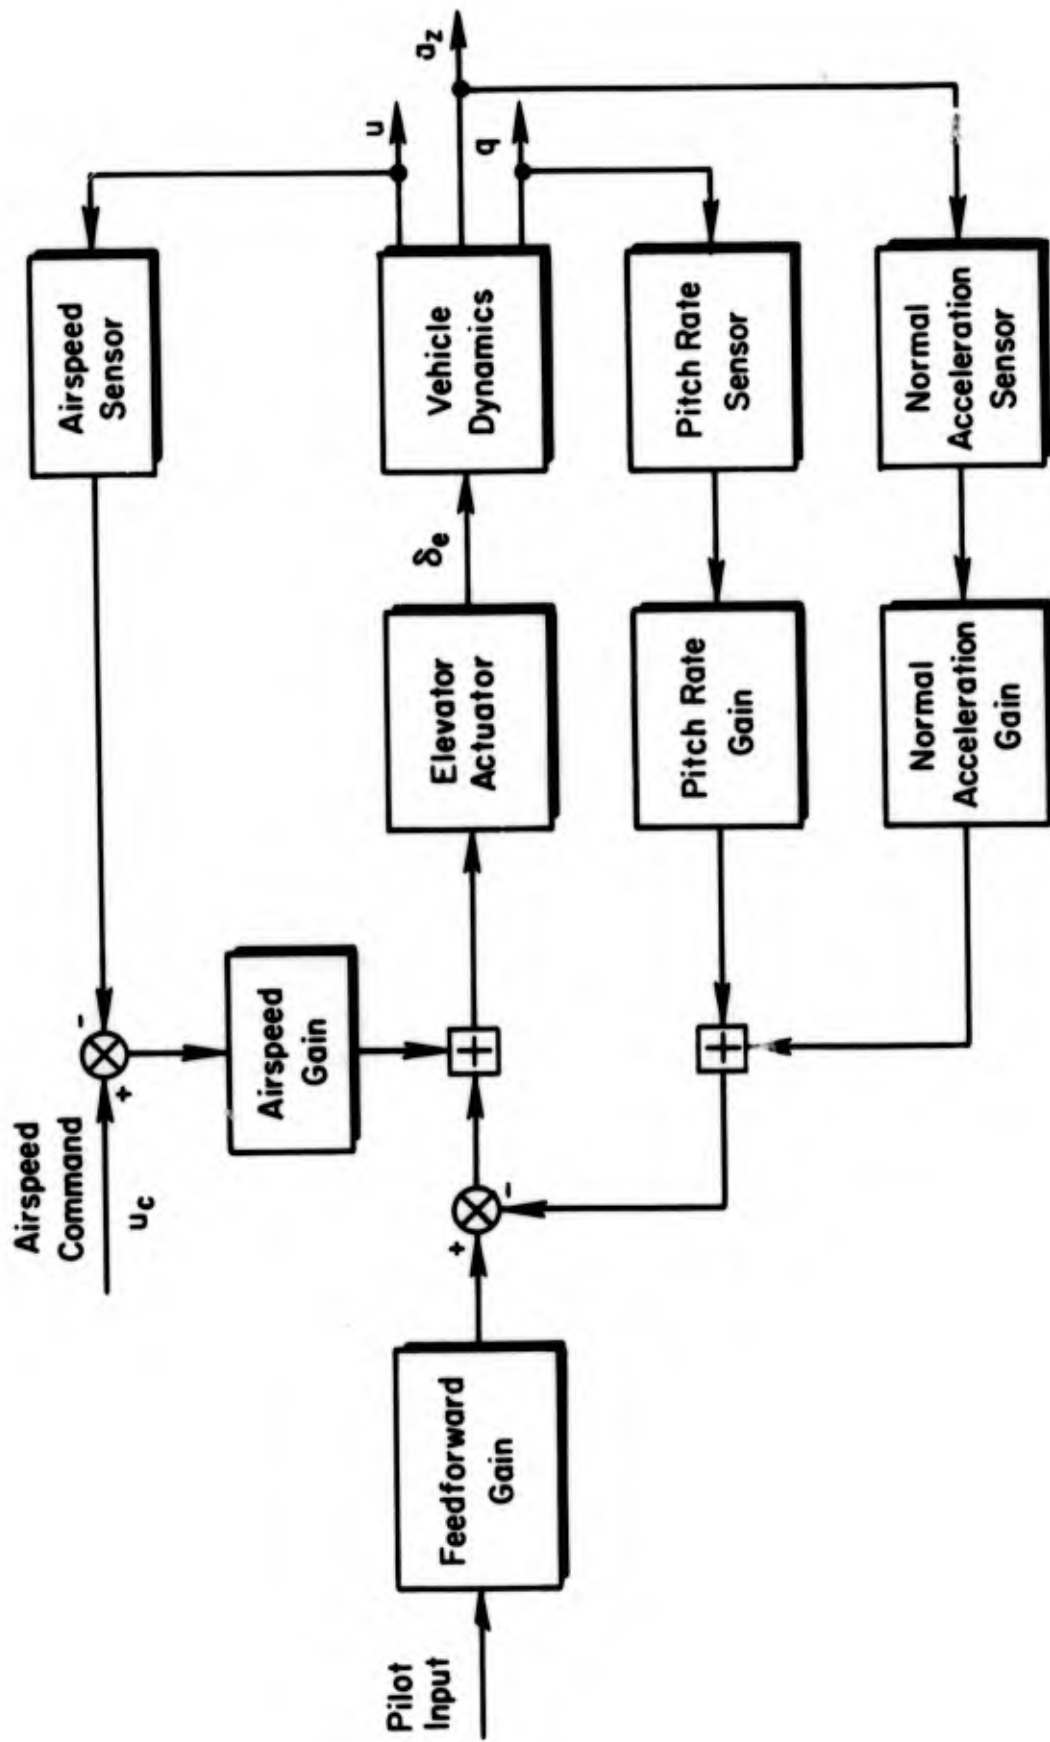 Airspeed
Command
u_c
+
-
Airspeed
Sensor
Airspeed
Gain
u
Pilot
Input
Feedforward
Gain
+
-
+
Elevator
Actuator
δ_e
Vehicle
Dynamics
a_z
q
+
Pitch Rate
Gain
Pitch Rate
Sensor
Normal
Acceleration
Gain
Normal
Acceleration
Sensor